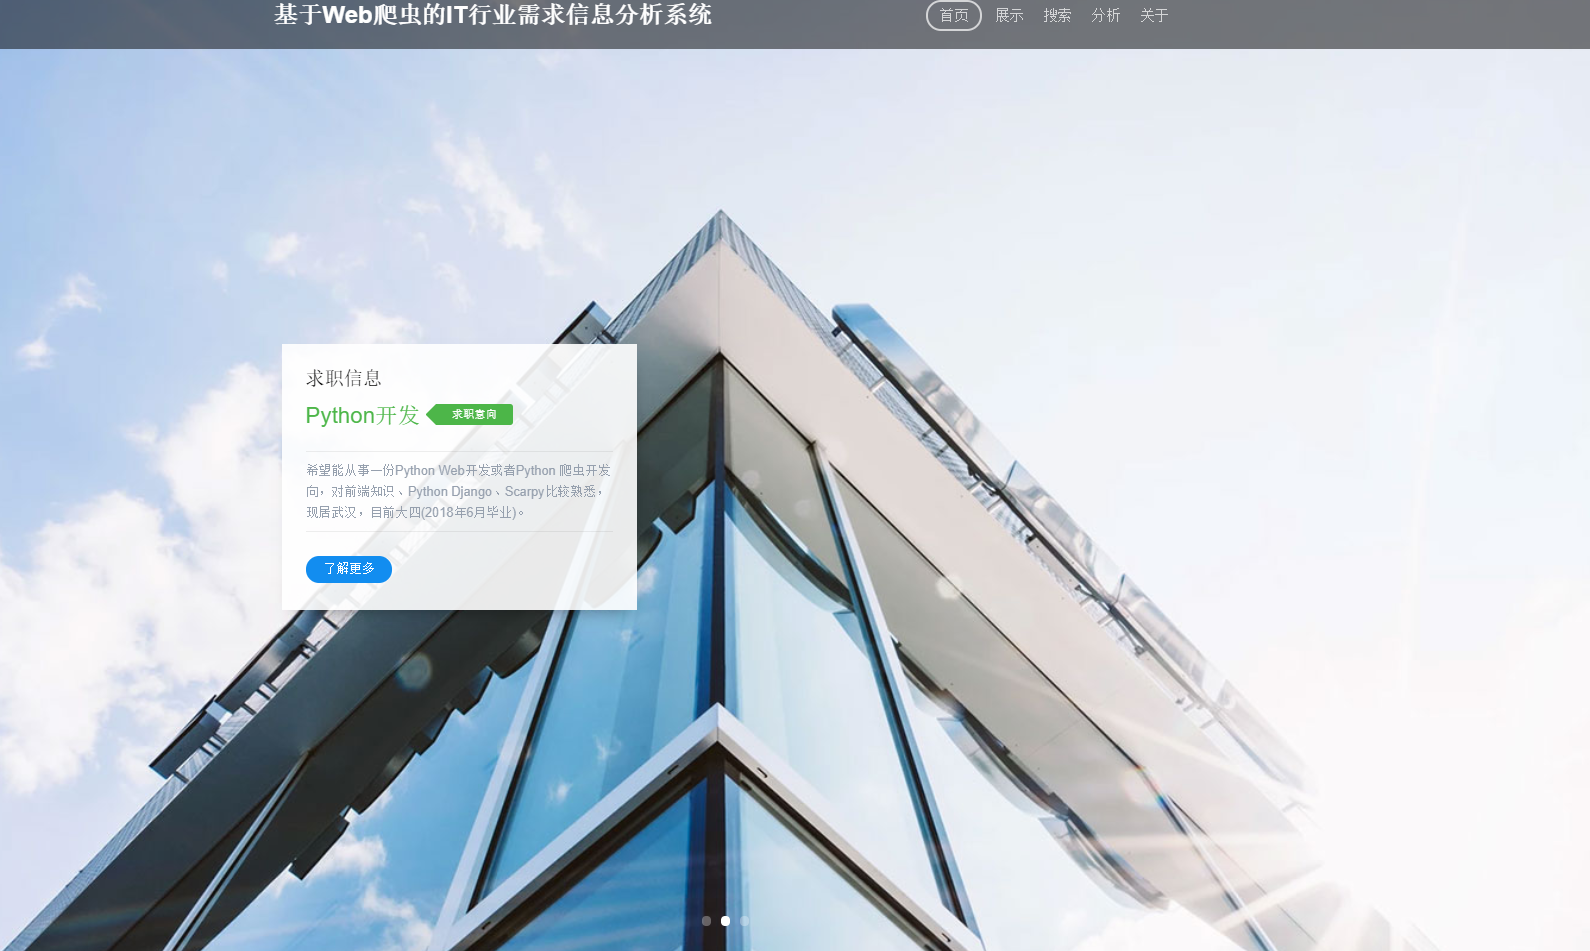 基于Web爬虫的IT行业需求信息分析系统
首页 展示 搜索 分析 关于
求职信息
Python开发 求职意向
希望能从事一份Python Web开发或者Python 爬虫开发
向，对前端知识、Python Django、Scarpy比较熟悉，
现居武汉，目前大四(2018年6月毕业)。
了解更多